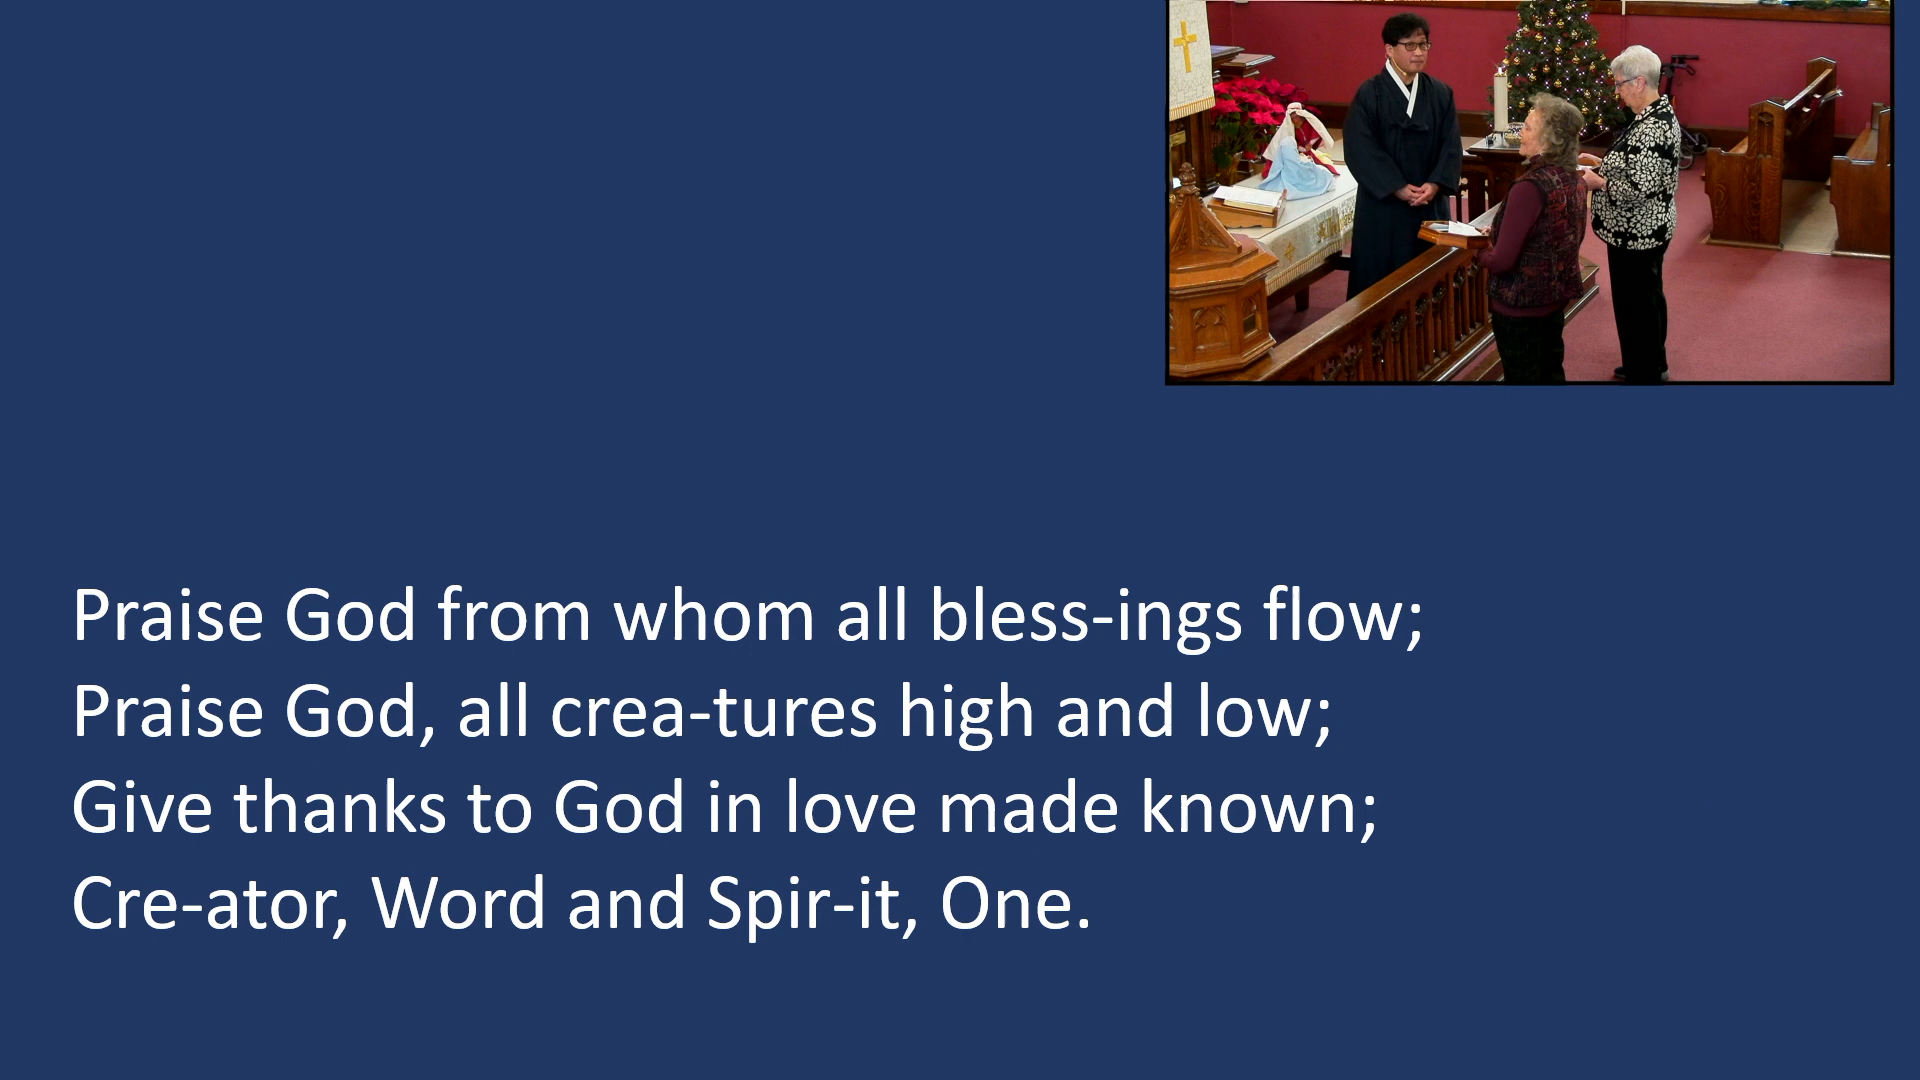 Praise God from whom all bless-ings flow;
Praise God, all crea-tures high and low;
Give thanks to God in love made known;
Cre-ator, Word and Spir-it, One.